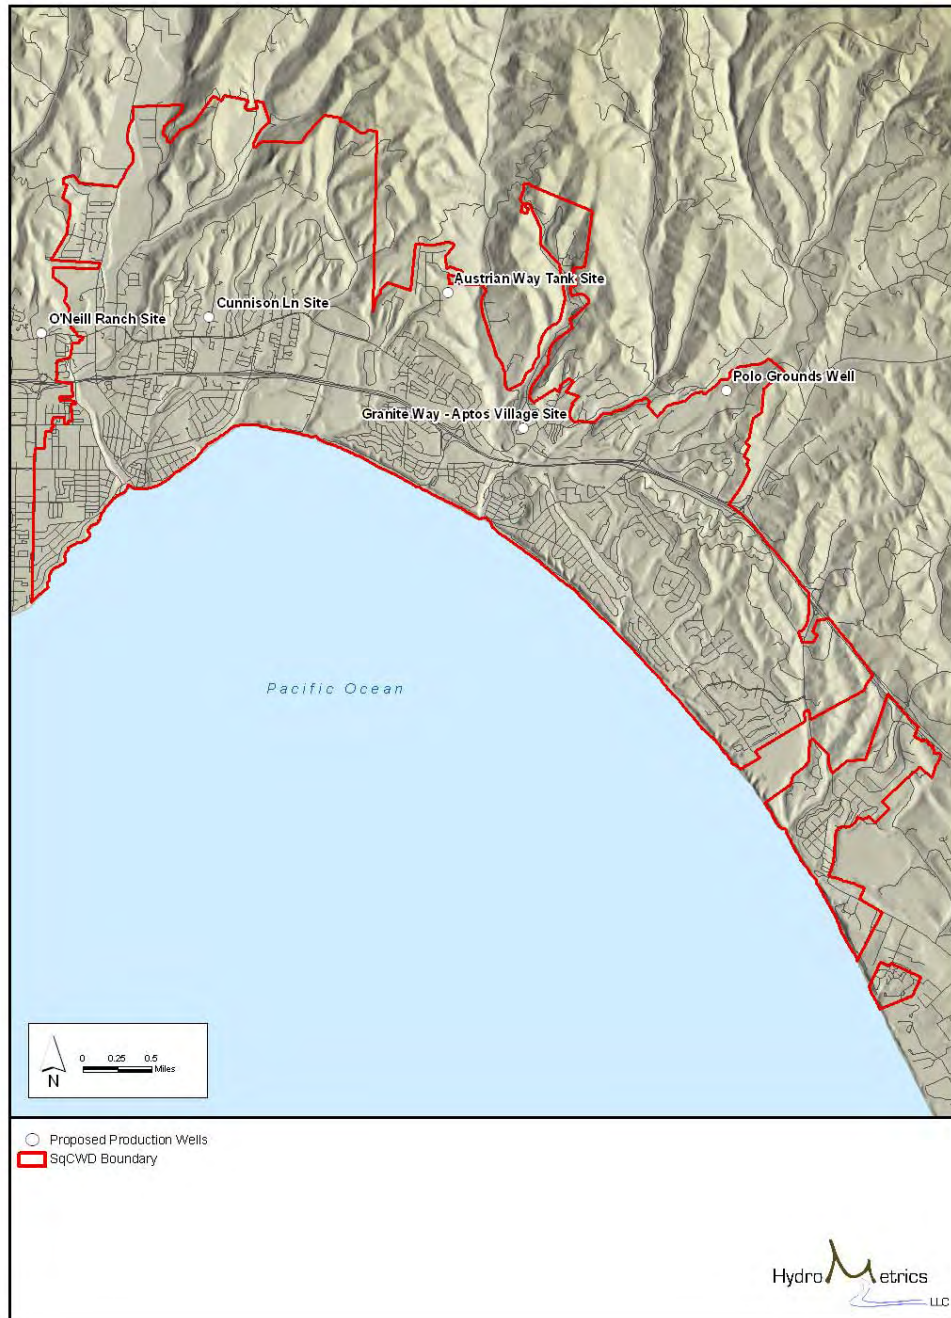 Austrian Way Tank Site
Cunnison Ln Site
O'Neill Ranch Site
Polo Grounds Well
Granite Way - Aptos Village Site
Pacific Ocean
0 0.25 0.5
Miles
N
Proposed Production Wells
SqCWD Boundary
Hydro Metrics
LLC